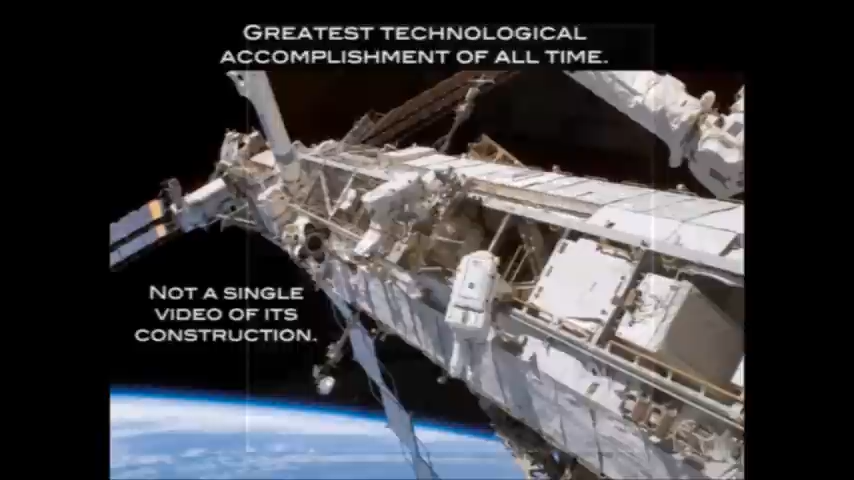 Greatest technological
accomplishment of all time.
Not a single
video of its
construction.